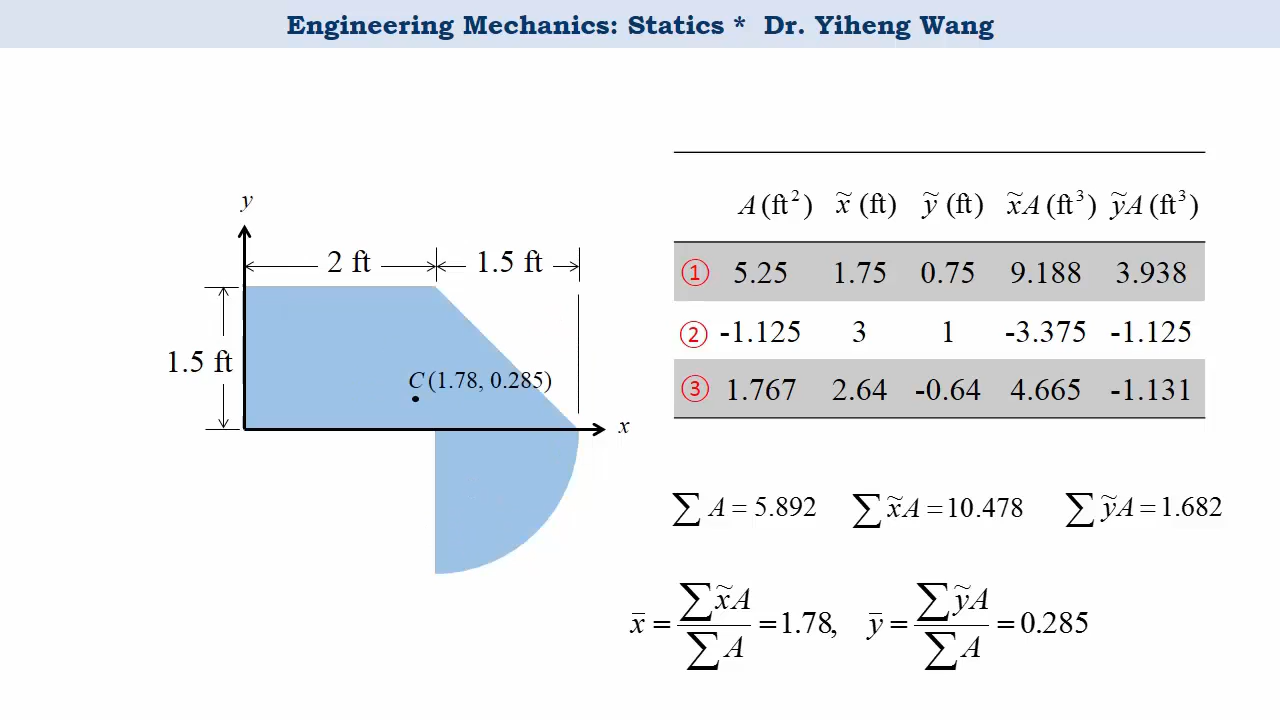 Engineering Mechanics: Statics * Dr. Yiheng Wang
y
2 ft
1.5 ft
1.5 ft
C (1.78, 0.285)
x
A (ft²) x̃ (ft) ỹ (ft) x̃A (ft³) ỹA (ft³)
① 5.25 1.75 0.75 9.188 3.938
② -1.125 3 1 -3.375 -1.125
③ 1.767 2.64 -0.64 4.665 -1.131
∑ A = 5.892 ∑ x̃A = 10.478 ∑ ỹA = 1.682
x̄ = ∑ x̃A / ∑ A = 1.78, ȳ = ∑ ỹA / ∑ A = 0.285